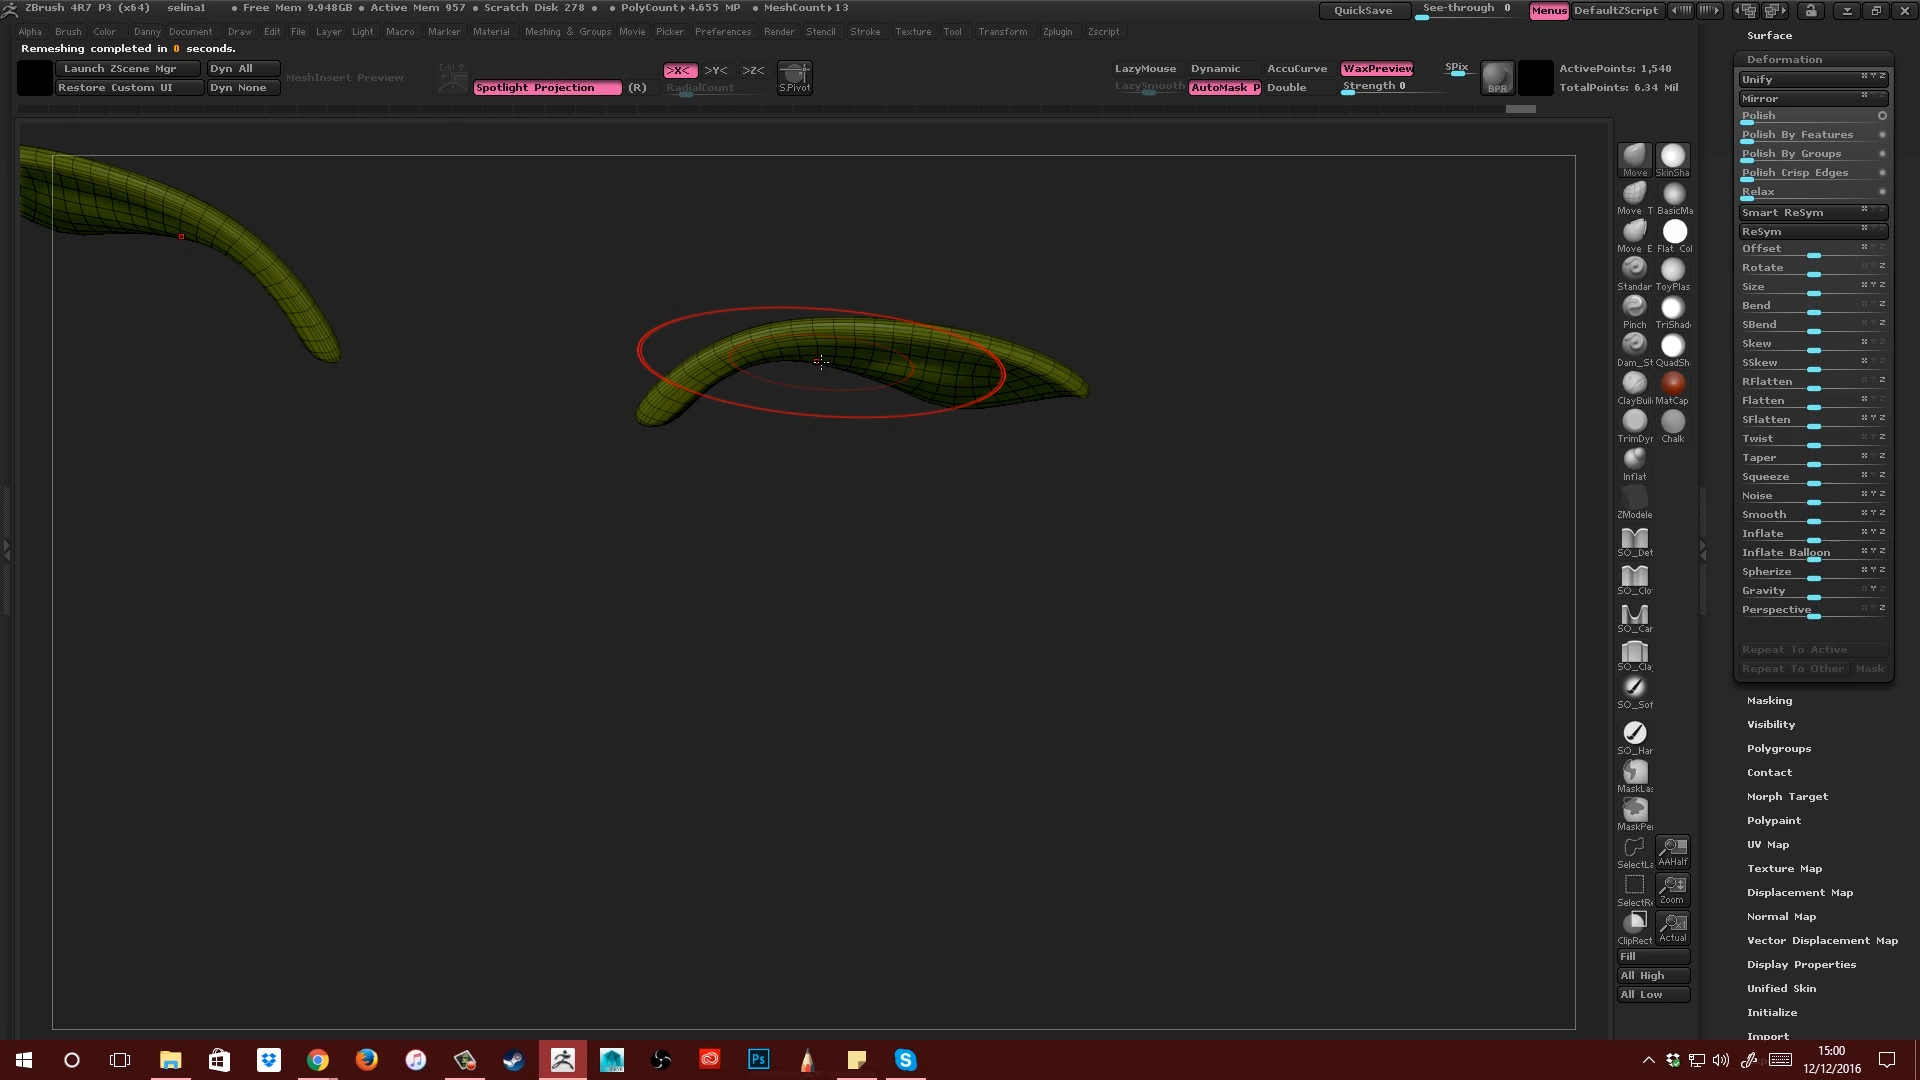 ZBrush 4R7 P3 (x64) selina1 • Free Mem 9.948GB • Active Mem 957 • Scratch Disk 278 • • PolyCount▸4.655 MP • MeshCount▸13 QuickSave See-through 0 Menus DefaultZScript
Alpha Brush Color Danny Document Draw Edit File Layer Light Macro Marker Material Meshing & Groups Movie Picker Preferences Render Stencil Stroke Texture Tool Transform Zplugin Zscript
Remeshing completed in 0 seconds.
Launch ZScene Mgr Dyn All
Restore Custom UI Dyn None
MeshInsert Preview
Edit
Spotlight Projection (R)
>X< >Y< >Z<
RadialCount
S.Pivot
LazyMouse Dynamic AccuCurve WaxPreview SPix
LazySmooth AutoMask P Double Strength 0
BPR
ActivePoints: 1,540
TotalPoints: 6.34 Mil
Move SkinSha
Move T BasicMa
Move E Flat Col
Standar ToyPlas
Pinch TriShad
Dam_St QuadSh
ClayBuil MatCap
TrimDyr Chalk
Inflat
ZModele
SO_Det
SO_Clo
SO_Car
SO_Cla
SO_Sof
SO_Har
MaskLas
MaskPe
SelectLa AAHalf
SelectRe Zoom
ClipRect Actual
Fill
All High
All Low
Surface
Deformation
Unify
Mirror
Polish
Polish By Features
Polish By Groups
Polish Crisp Edges
Relax
Smart ReSym
ReSym
Offset
Rotate
Size
Bend
SBend
Skew
SSkew
RFlatten
Flatten
SFlatten
Twist
Taper
Squeeze
Noise
Smooth
Inflate
Inflate Balloon
Spherize
Gravity
Perspective
Repeat To Active
Repeat To Other Mask
Masking
Visibility
Polygroups
Contact
Morph Target
Polypaint
UV Map
Texture Map
Displacement Map
Normal Map
Vector Displacement Map
Display Properties
Unified Skin
Initialize
Import
Ps
15:00
12/12/2016